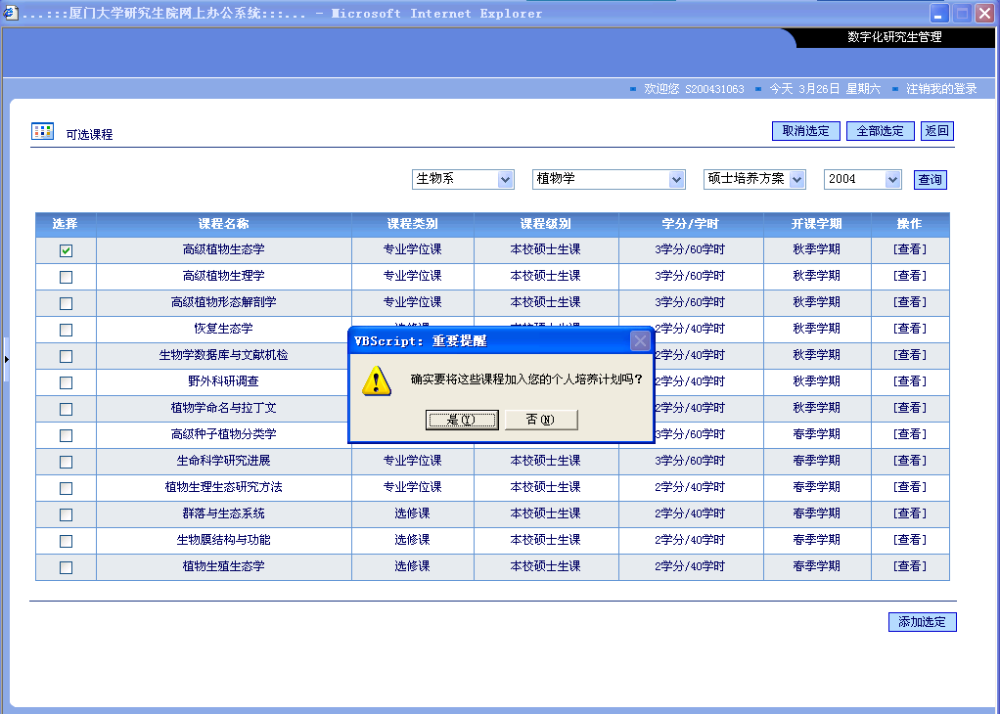 ...:::厦门大学研究生院网上办公系统:::... - Microsoft Internet Explorer
数字化研究生管理
欢迎您 S200431063 今天 3月26日 星期六 注销我的登录
可选课程 取消选定 全部选定 返回
生物系 植物学 硕士培养方案 2004 查询
选择 课程名称 课程类别 课程级别 学分/学时 开课学期 操作
高级植物生态学 专业学位课 本校硕士生课 3学分/60学时 秋季学期 [查看]
高级植物生理学 专业学位课 本校硕士生课 3学分/60学时 秋季学期 [查看]
高级植物形态解剖学 专业学位课 本校硕士生课 3学分/60学时 秋季学期 [查看]
恢复生态学 选修课 本校硕士生课 2学分/40学时 秋季学期 [查看]
生物学数据库与文献机检 2学分/40学时 秋季学期 [查看]
野外科研调查 2学分/40学时 秋季学期 [查看]
植物学命名与拉丁文 2学分/40学时 秋季学期 [查看]
高级种子植物分类学 3学分/60学时 春季学期 [查看]
VBScript: 重要提醒
确实要将这些课程加入您的个人培养计划吗？
是(Y) 否(N)
生命科学研究进展 专业学位课 本校硕士生课 3学分/60学时 春季学期 [查看]
植物生理生态研究方法 专业学位课 本校硕士生课 2学分/40学时 春季学期 [查看]
群落与生态系统 选修课 本校硕士生课 2学分/40学时 春季学期 [查看]
生物膜结构与功能 选修课 本校硕士生课 2学分/40学时 春季学期 [查看]
植物生殖生态学 选修课 本校硕士生课 2学分/40学时 春季学期 [查看]
添加选定